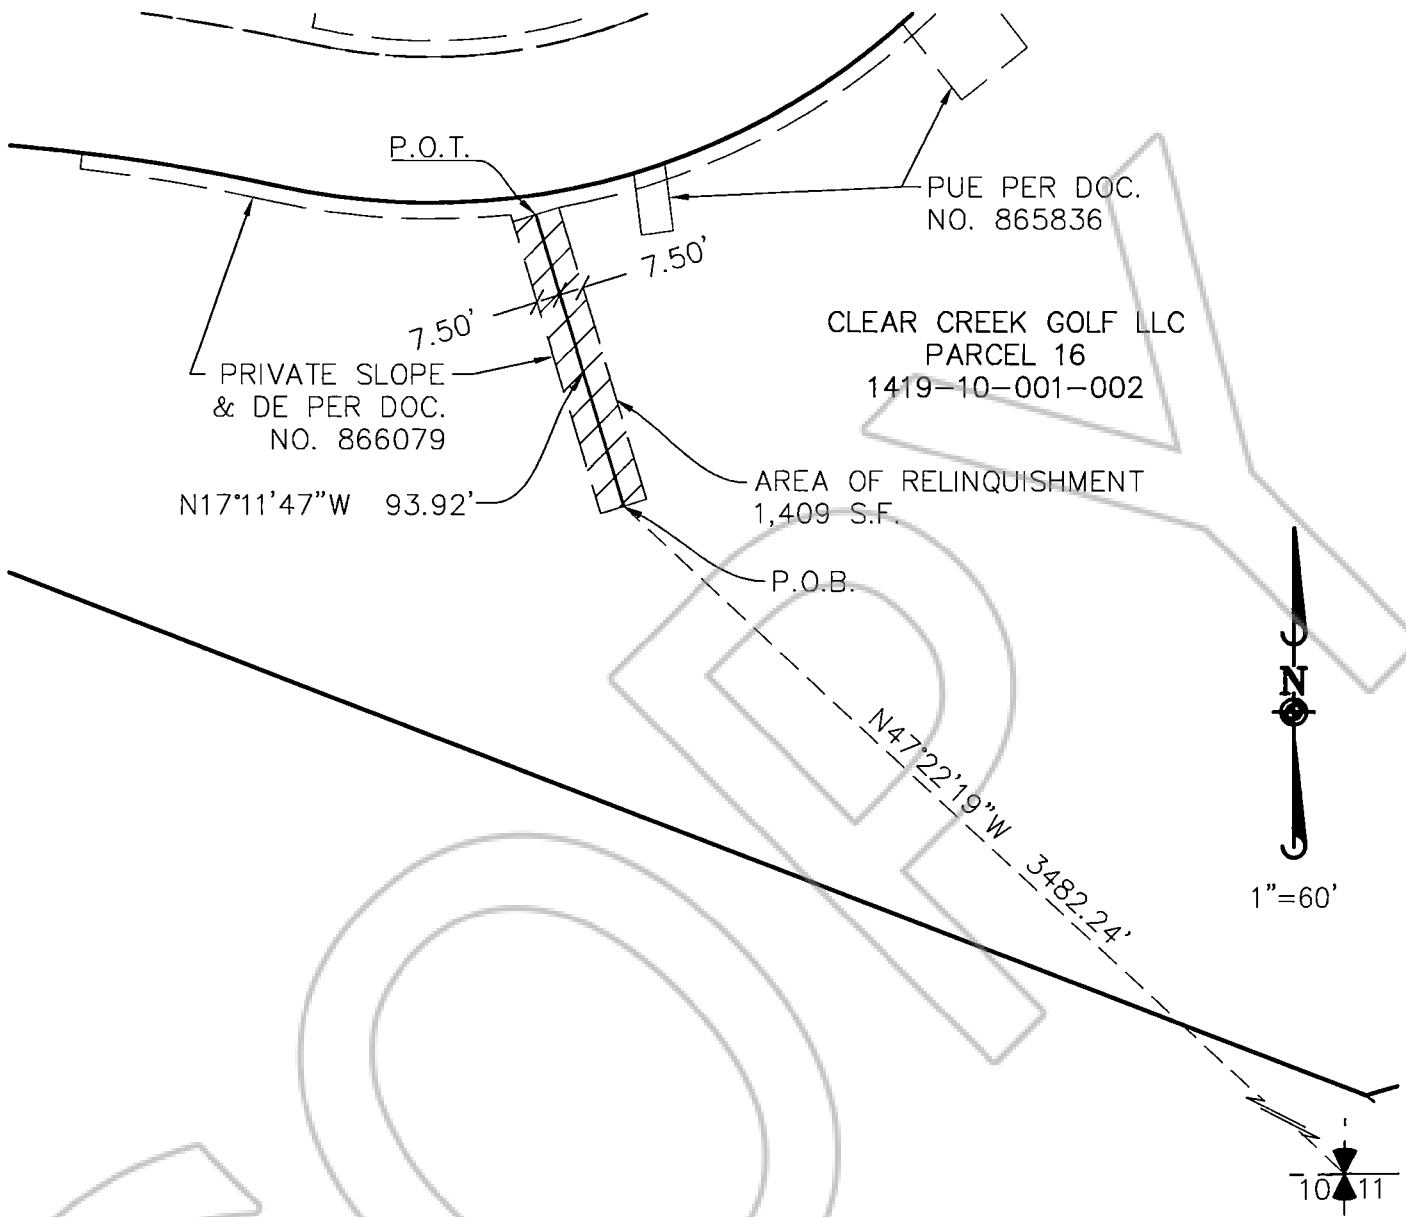 P.O.T.
PUE PER DOC.
NO. 865836
7.50'
7.50'
CLEAR CREEK GOLF LLC
PARCEL 16
1419-10-001-002
PRIVATE SLOPE
& DE PER DOC.
NO. 866079
N17°11'47"W 93.92'
AREA OF RELINQUISHMENT
1,409 S.F.
P.O.B.
N
N47°22'19"W 3482.24'
1"=60'
10 11
COPY